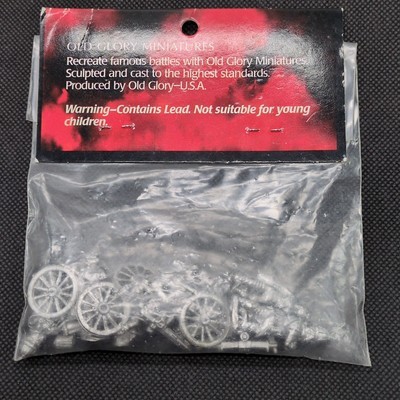 OLD GLORY MINIATURES
Recreate famous battles with Old Glory Miniatures.
Sculpted and cast to the highest standards.
Produced by Old Glory—U.S.A.
Warning—Contains Lead. Not suitable for young
children.